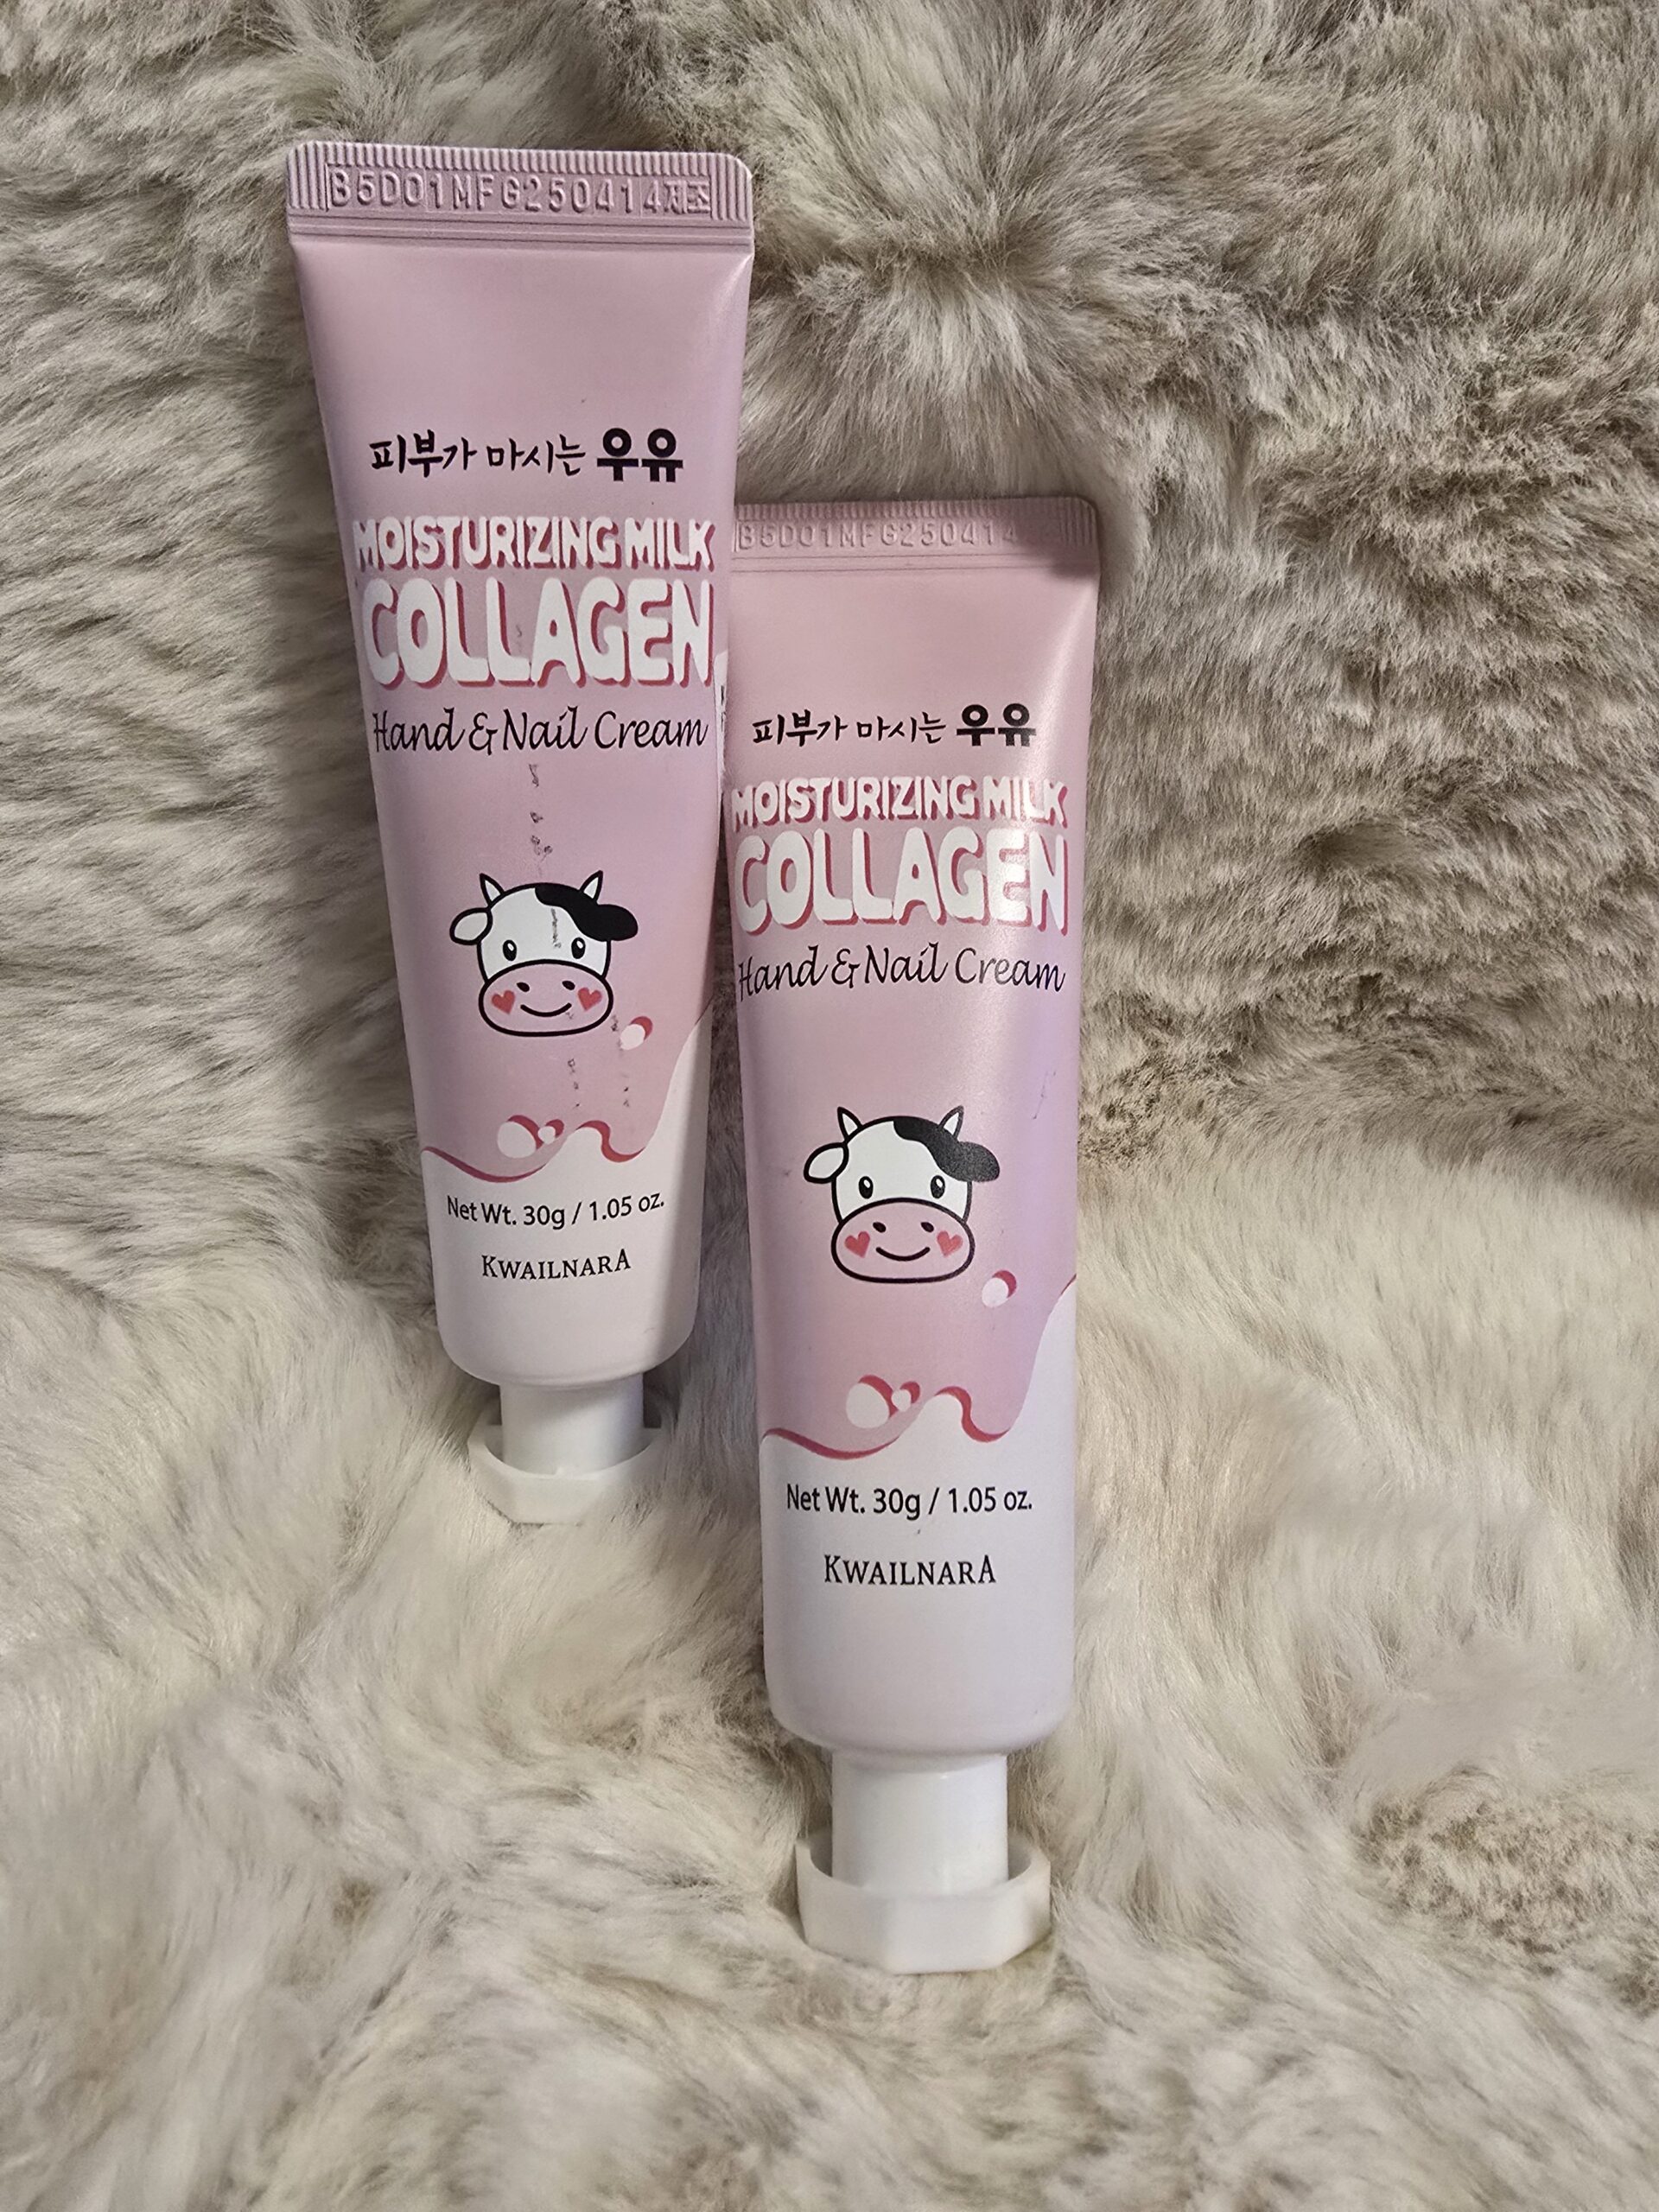 B5D01MFG250414제조
피부가 마시는 우유
MOISTURIZING MILK
COLLAGEN
Hand & Nail Cream
Net Wt. 30g / 1.05 oz.
KWAILNARA
B5D01MFG250414
피부가 마시는 우유
MOISTURIZING MILK
COLLAGEN
Hand & Nail Cream
Net Wt. 30g / 1.05 oz.
KWAILNARA